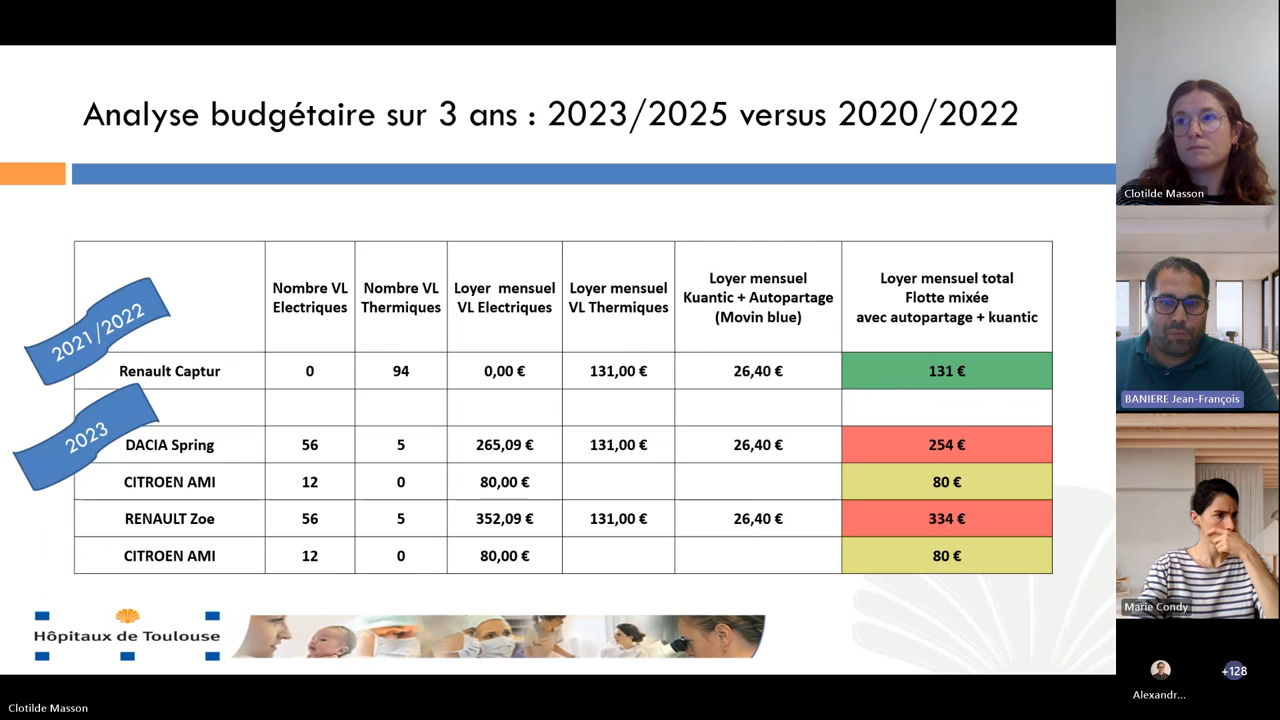 Analyse budgétaire sur 3 ans : 2023/2025 versus 2020/2022
Nombre VL
Electriques
Nombre VL
Thermiques
Loyer mensuel
VL Electriques
Loyer mensuel
VL Thermiques
Loyer mensuel
Kuantic + Autopartage
(Movin blue)
Loyer mensuel total
Flotte mixée
avec autopartage + kuantic
2021/2022
Renault Captur 0 94 0,00 € 131,00 € 26,40 € 131 €
2023
DACIA Spring 56 5 265,09 € 131,00 € 26,40 € 254 €
CITROEN AMI 12 0 80,00 € 80 €
RENAULT Zoe 56 5 352,09 € 131,00 € 26,40 € 334 €
CITROEN AMI 12 0 80,00 € 80 €
Hôpitaux de Toulouse
Clotilde Masson
BANIERE Jean-François
Marie Condy
Alexandr...
+128
Clotilde Masson